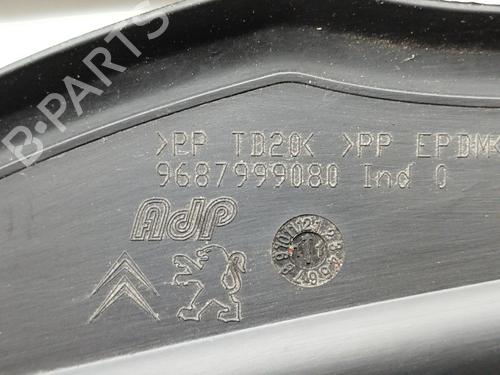 B-PARTS
>PP TD20< >PP EPDM<
9687999080 Ind 0
AdP